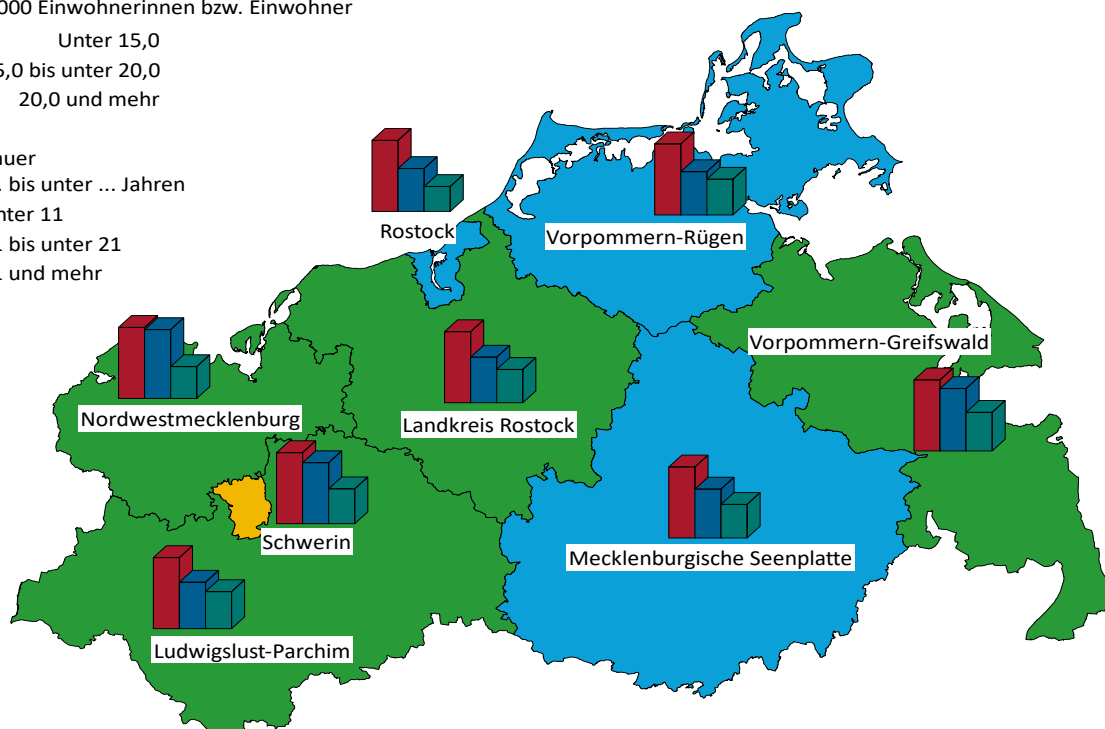 000 Einwohnerinnen bzw. Einwohner
Unter 15,0
5,0 bis unter 20,0
20,0 und mehr
auer
. bis unter ... Jahren
nter 11
bis unter 21
und mehr
Rostock
Vorpommern-Rügen
Vorpommern-Greifswald
Nordwestmecklenburg
Landkreis Rostock
Schwerin
Mecklenburgische Seenplatte
Ludwigslust-Parchim